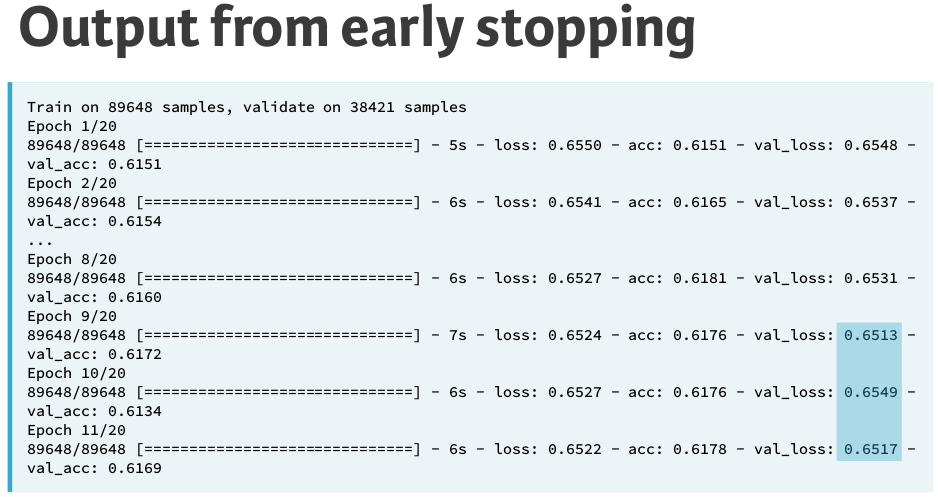 Output from early stopping
Train on 89648 samples, validate on 38421 samples
Epoch 1/20
89648/89648 [==============================] - 5s - loss: 0.6550 - acc: 0.6151 - val_loss: 0.6548 -
val_acc: 0.6151
Epoch 2/20
89648/89648 [==============================] - 6s - loss: 0.6541 - acc: 0.6165 - val_loss: 0.6537 -
val_acc: 0.6154
...
Epoch 8/20
89648/89648 [==============================] - 6s - loss: 0.6527 - acc: 0.6181 - val_loss: 0.6531 -
val_acc: 0.6160
Epoch 9/20
89648/89648 [==============================] - 7s - loss: 0.6524 - acc: 0.6176 - val_loss: 0.6513 -
val_acc: 0.6172
Epoch 10/20
89648/89648 [==============================] - 6s - loss: 0.6527 - acc: 0.6176 - val_loss: 0.6549 -
val_acc: 0.6134
Epoch 11/20
89648/89648 [==============================] - 6s - loss: 0.6522 - acc: 0.6178 - val_loss: 0.6517 -
val_acc: 0.6169